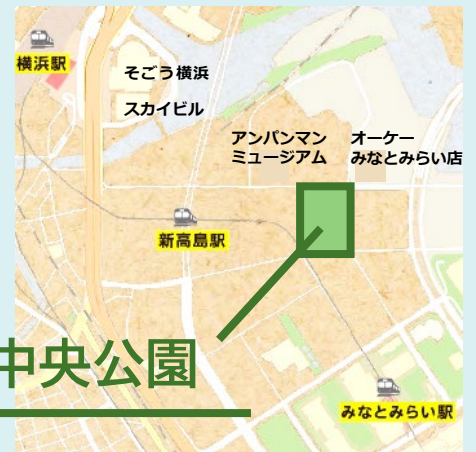 横浜駅
そごう横浜
スカイビル
アンパンマン
ミュージアム
オーケー
みなとみらい店
新高島駅
中央公園
みなとみらい駅